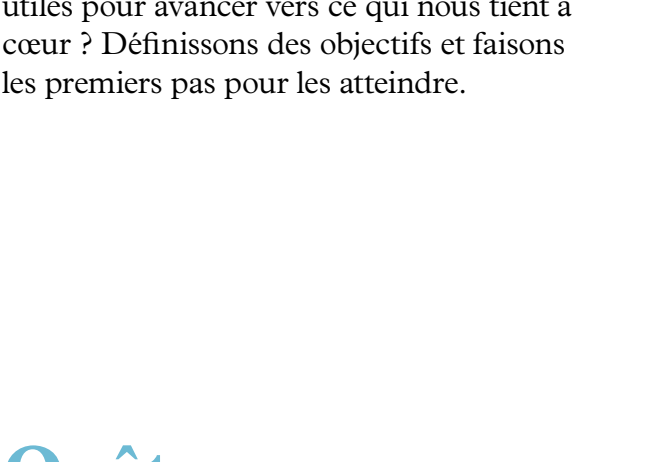 utiles pour avancer vers ce qui nous tient à
cœur ? Définissons des objectifs et faisons
les premiers pas pour les atteindre.